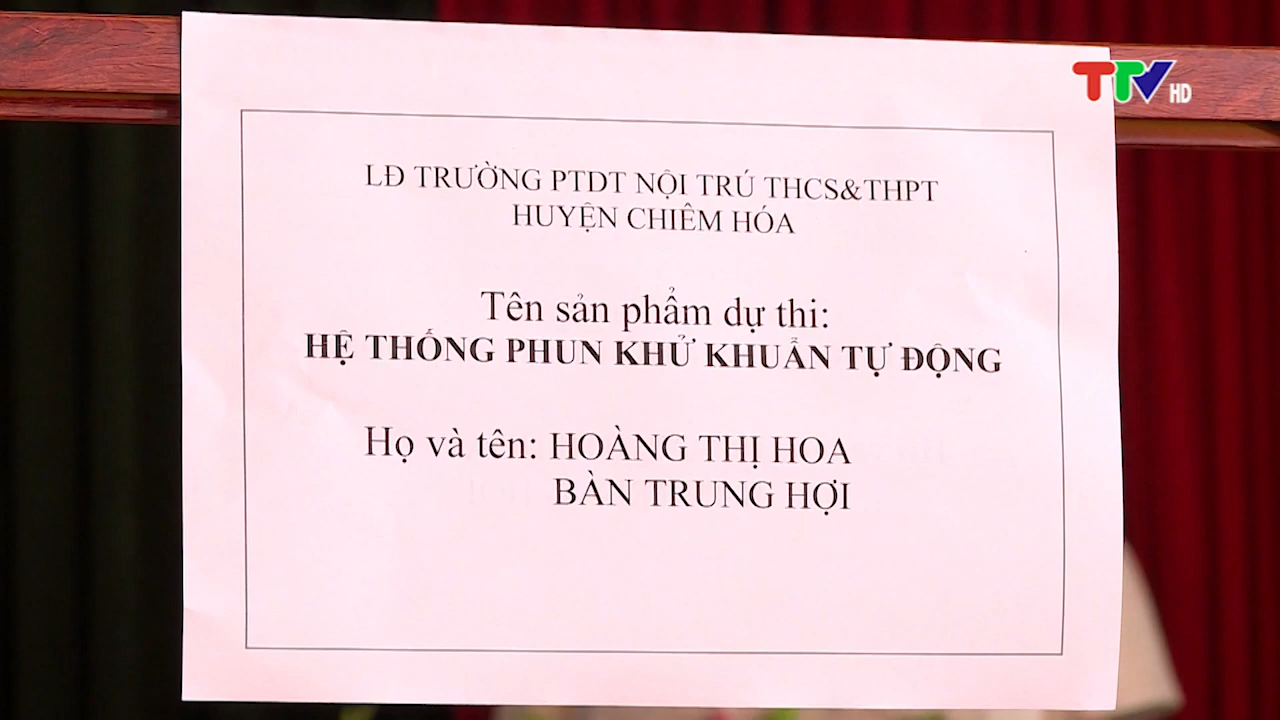 TTV HD
LĐ TRƯỜNG PTDT NỘI TRÚ THCS&THPT
HUYỆN CHIÊM HÓA
Tên sản phẩm dự thi:
HỆ THỐNG PHUN KHỬ KHUẨN TỰ ĐỘNG
Họ và tên: HOÀNG THỊ HOA
BÀN TRUNG HỢI